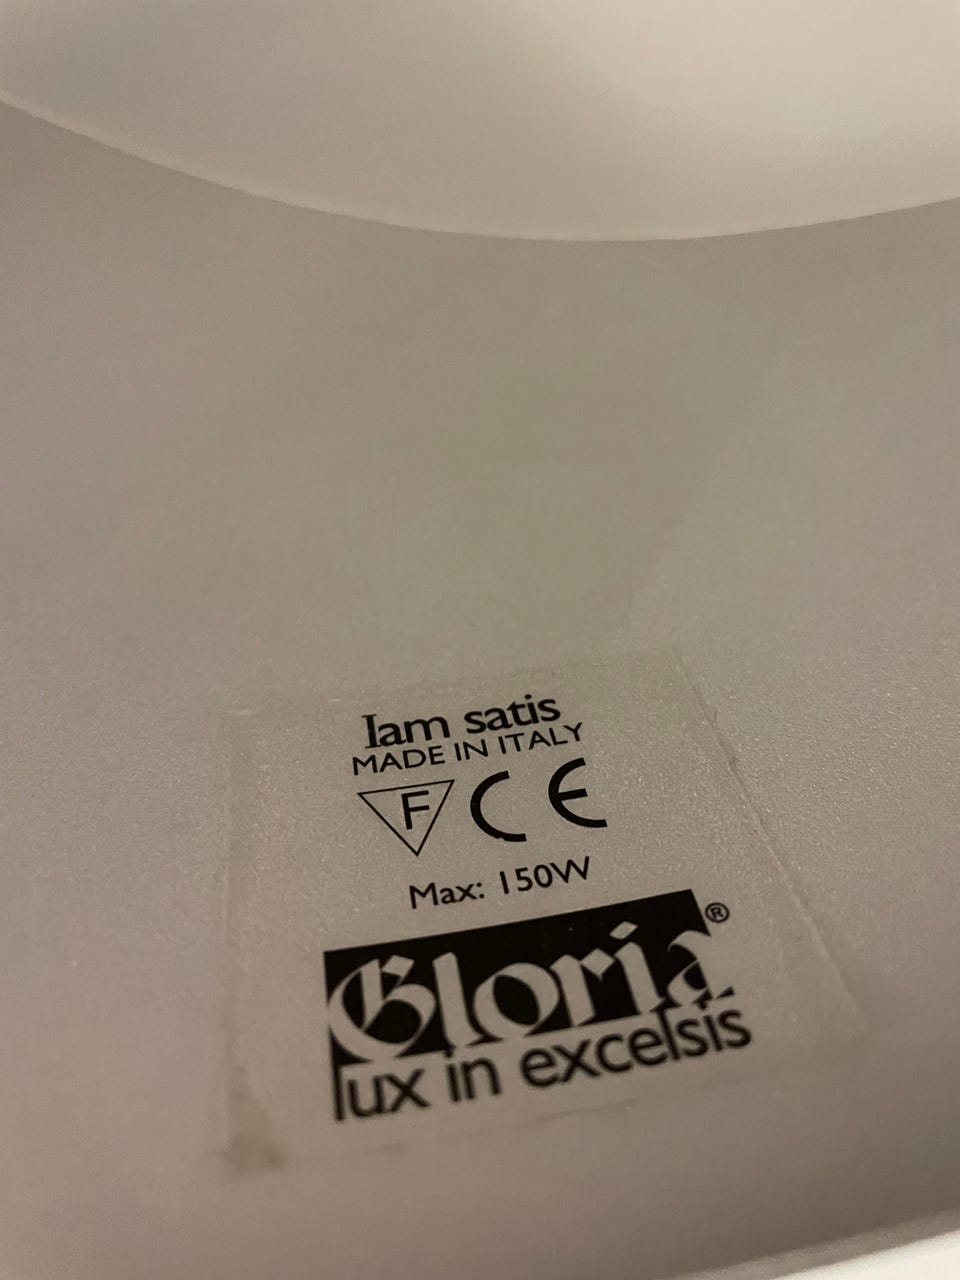 Iam satis
MADE IN ITALY
F CE
Max: 150W
Gloria®
lux in excelsis